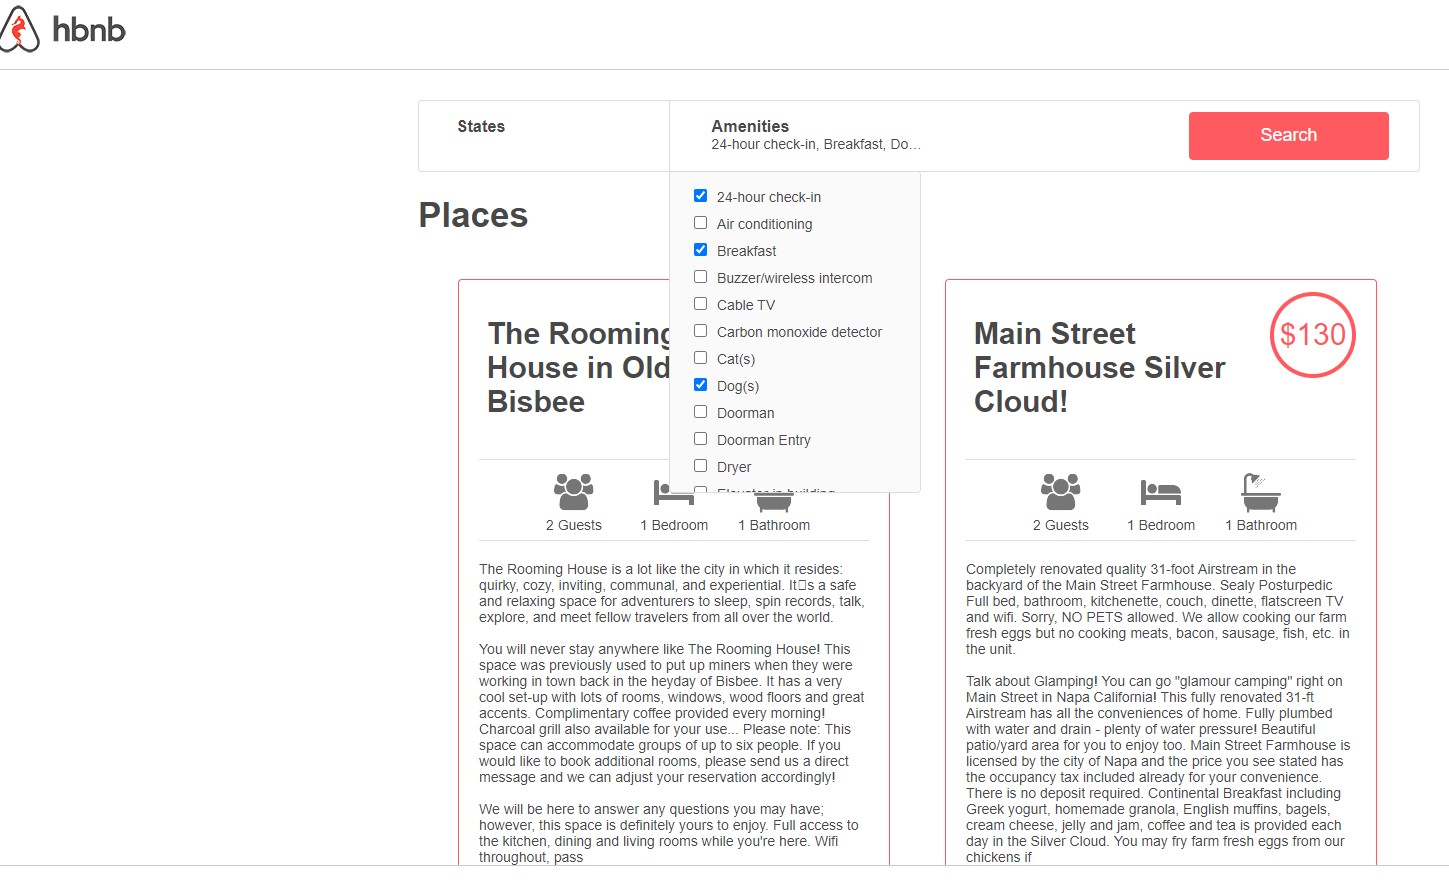 hbnb
States
Amenities
24-hour check-in, Breakfast, Do…
Search
24-hour check-in
Air conditioning
Breakfast
Buzzer/wireless intercom
Cable TV
Carbon monoxide detector
Cat(s)
Dog(s)
Doorman
Doorman Entry
Dryer
Elevator in building
Places
The Rooming
House in Old
Bisbee
2 Guests
1 Bedroom
1 Bathroom
The Rooming House is a lot like the city in which it resides:
quirky, cozy, inviting, communal, and experiential. It▯s a safe
and relaxing space for adventurers to sleep, spin records, talk,
explore, and meet fellow travelers from all over the world.
You will never stay anywhere like The Rooming House! This
space was previously used to put up miners when they were
working in town back in the heyday of Bisbee. It has a very
cool set-up with lots of rooms, windows, wood floors and great
accents. Complimentary coffee provided every morning!
Charcoal grill also available for your use... Please note: This
space can accommodate groups of up to six people. If you
would like to book additional rooms, please send us a direct
message and we can adjust your reservation accordingly!
We will be here to answer any questions you may have;
however, this space is definitely yours to enjoy. Full access to
the kitchen, dining and living rooms while you're here. Wifi
throughout, pass
Main Street
Farmhouse Silver
Cloud!
$130
2 Guests
1 Bedroom
1 Bathroom
Completely renovated quality 31-foot Airstream in the
backyard of the Main Street Farmhouse. Sealy Posturpedic
Full bed, bathroom, kitchenette, couch, dinette, flatscreen TV
and wifi. Sorry, NO PETS allowed. We allow cooking our farm
fresh eggs but no cooking meats, bacon, sausage, fish, etc. in
the unit.
Talk about Glamping! You can go "glamour camping" right on
Main Street in Napa California! This fully renovated 31-ft
Airstream has all the conveniences of home. Fully plumbed
with water and drain - plenty of water pressure! Beautiful
patio/yard area for you to enjoy too. Main Street Farmhouse is
licensed by the city of Napa and the price you see stated has
the occupancy tax included already for your convenience.
There is no deposit required. Continental Breakfast including
Greek yogurt, homemade granola, English muffins, bagels,
cream cheese, jelly and jam, coffee and tea is provided each
day in the Silver Cloud. You may fry farm fresh eggs from our
chickens if